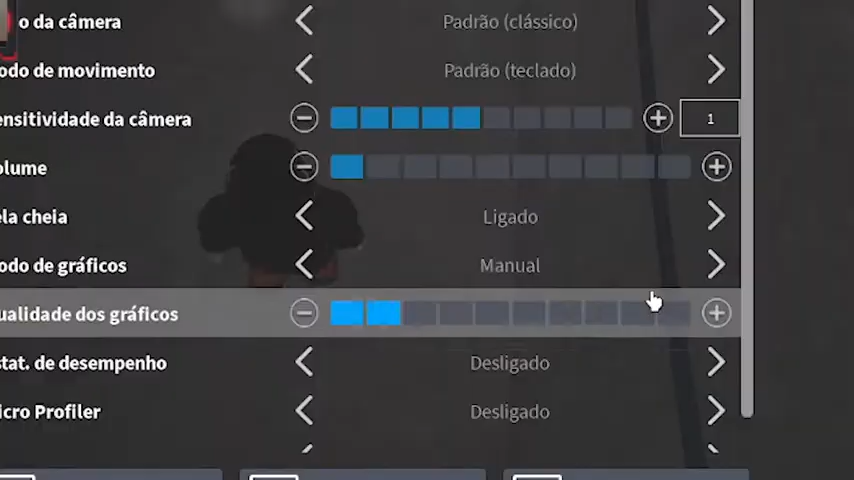 o da câmera Padrão (clássico)
odo de movimento Padrão (teclado)
ensitividade da câmera 1
olume
ela cheia Ligado
odo de gráficos Manual
ualidade dos gráficos
stat. de desempenho Desligado
icro Profiler Desligado